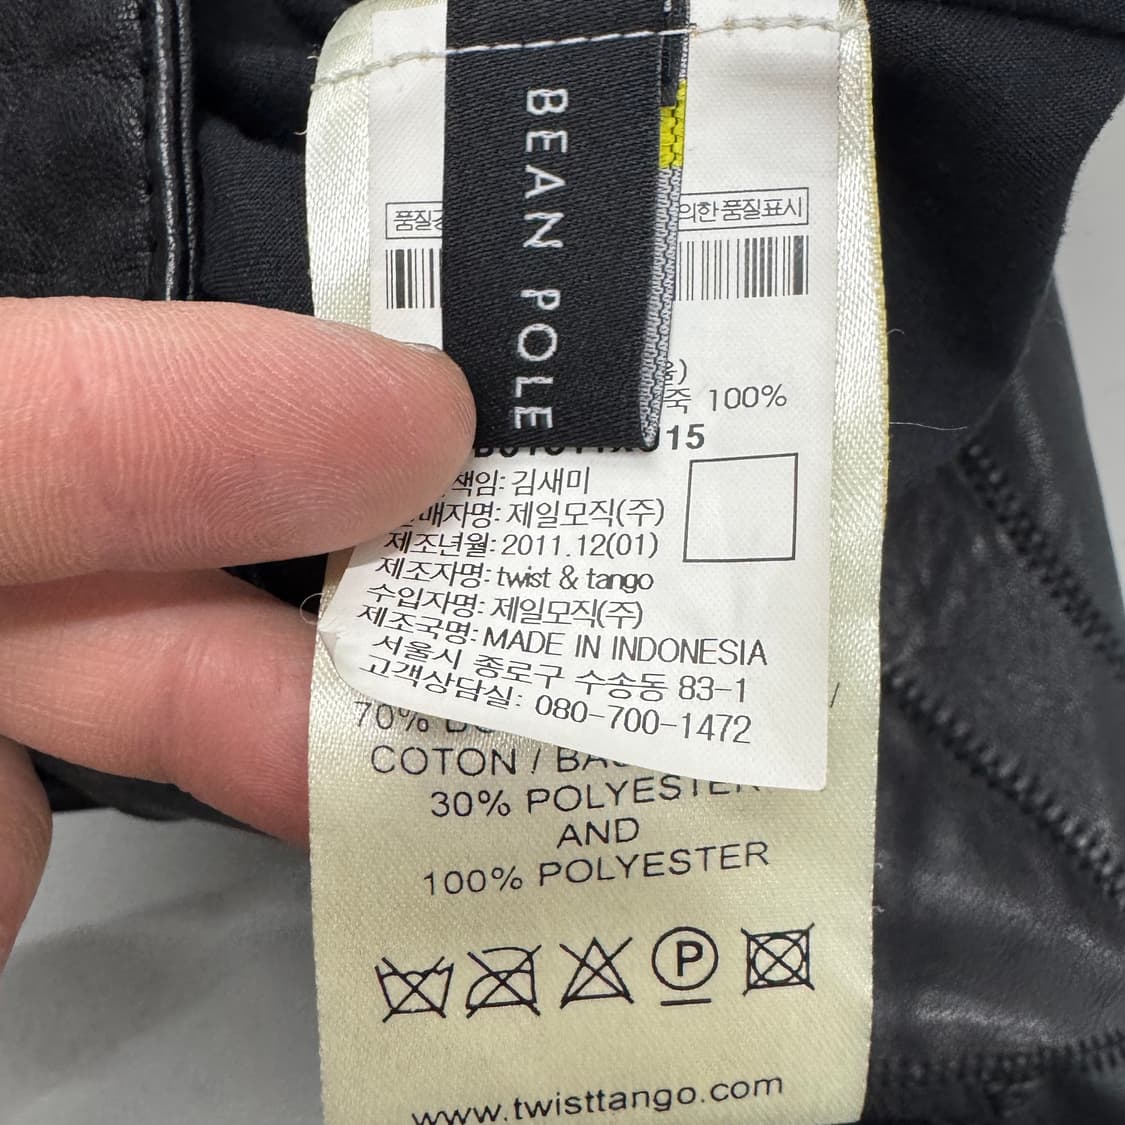 BEAN POLE
품질
의한 품질표시
100%
15
책임: 김새미
매자명: 제일모직(주)
제조년월: 2011.12(01)
제조자명: twist & tango
수입자명: 제일모직(주)
제조국명: MADE IN INDONESIA
서울시 종로구 수송동 83-1
고객상담실: 080-700-1472
70%
COTON /
30% POLYESTER
AND
100% POLYESTER
P
www.twisttango.com